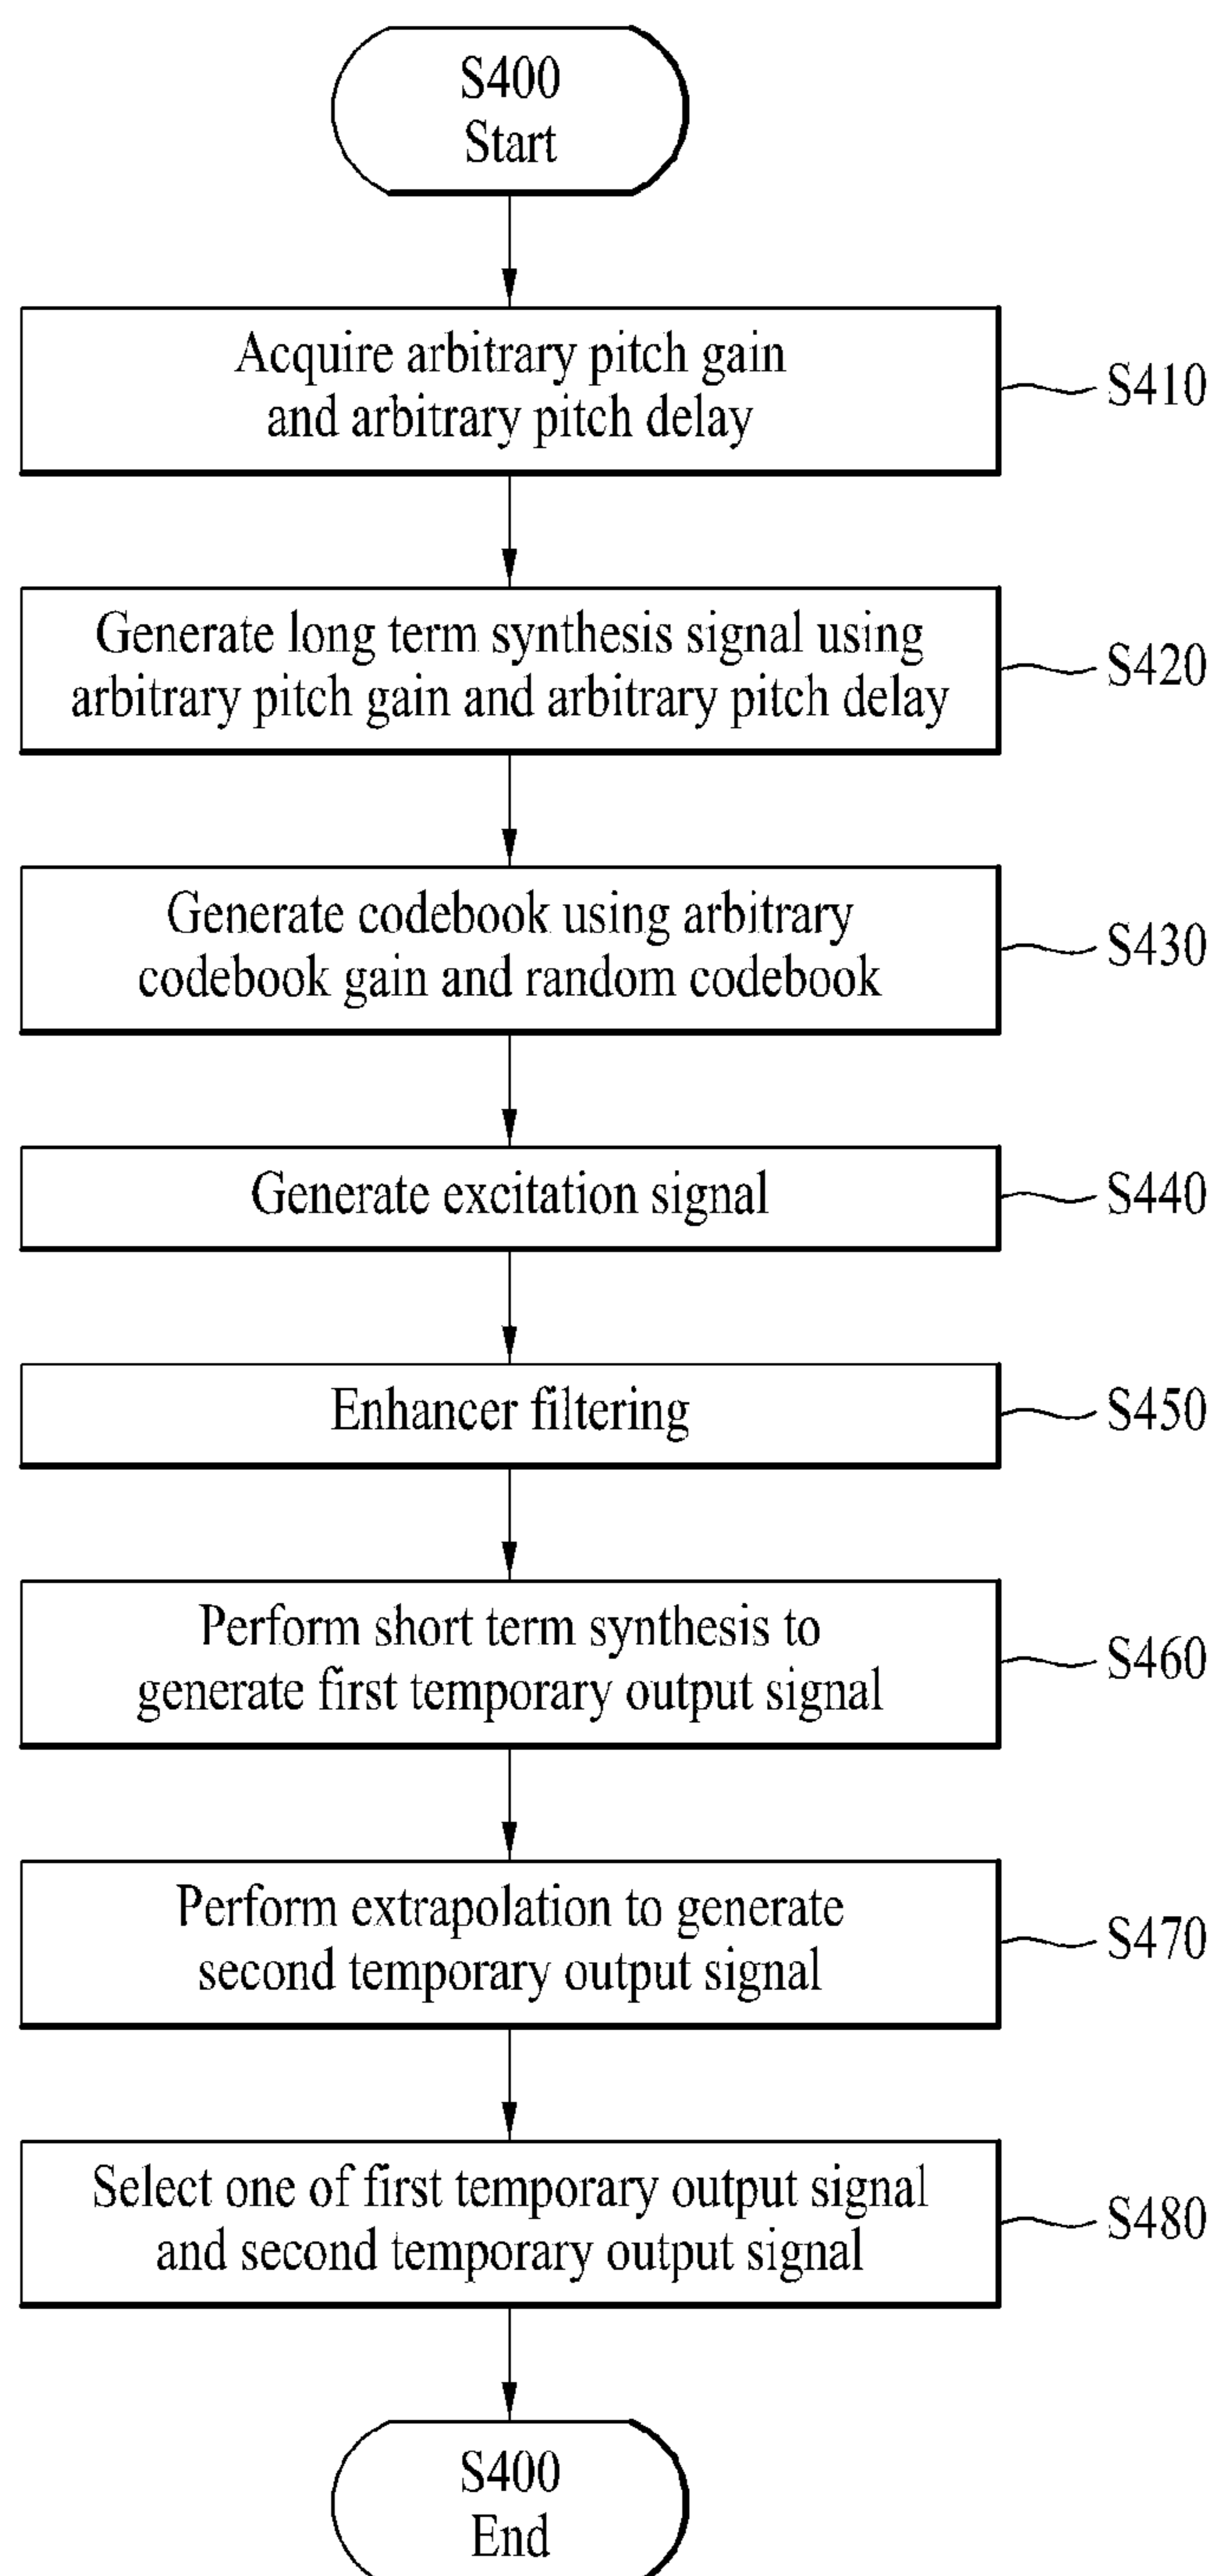 S400
Start
Acquire arbitrary pitch gain
and arbitrary pitch delay
S410
Generate long term synthesis signal using
arbitrary pitch gain and arbitrary pitch delay
S420
Generate codebook using arbitrary
codebook gain and random codebook
S430
Generate excitation signal
S440
Enhancer filtering
S450
Perform short term synthesis to
generate first temporary output signal
S460
Perform extrapolation to generate
second temporary output signal
S470
Select one of first temporary output signal
and second temporary output signal
S480
S400
End